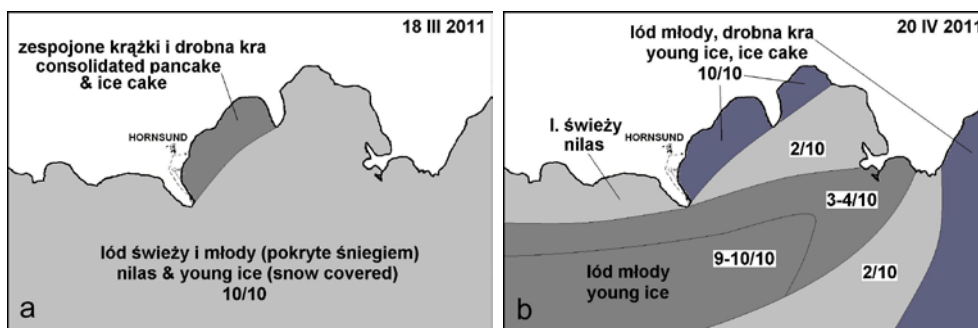 18 III 2011
zespojone krążki i drobna kra
consolidated pancake
& ice cake
HORNSUND
lód świeży i młody (pokryte śniegiem)
nilas & young ice (snow covered)
10/10
a
20 IV 2011
lód młody, drobna kra
young ice, ice cake
10/10
HORNSUND
l. świeży
nilas
2/10
3-4/10
9-10/10
lód młody
young ice
2/10
b